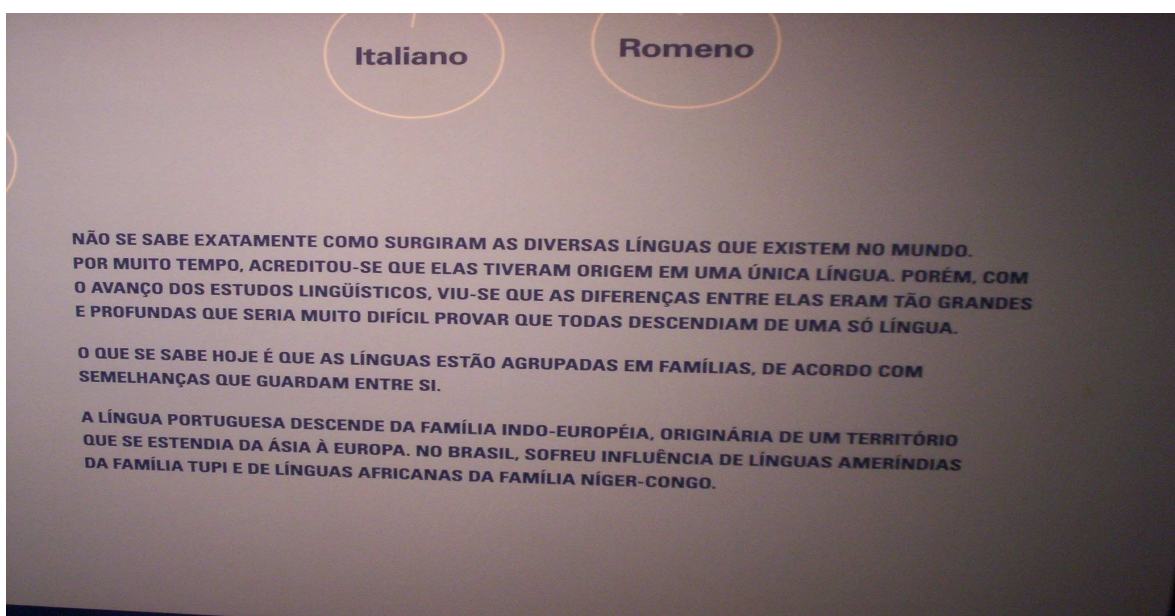 Italiano
Romeno
NÃO SE SABE EXATAMENTE COMO SURGIRAM AS DIVERSAS LÍNGUAS QUE EXISTEM NO MUNDO.
POR MUITO TEMPO, ACREDITOU-SE QUE ELAS TIVERAM ORIGEM EM UMA ÚNICA LÍNGUA. PORÉM, COM
O AVANÇO DOS ESTUDOS LINGÜÍSTICOS, VIU-SE QUE AS DIFERENÇAS ENTRE ELAS ERAM TÃO GRANDES
E PROFUNDAS QUE SERIA MUITO DIFÍCIL PROVAR QUE TODAS DESCENDIAM DE UMA SÓ LÍNGUA.
O QUE SE SABE HOJE É QUE AS LÍNGUAS ESTÃO AGRUPADAS EM FAMÍLIAS, DE ACORDO COM
SEMELHANÇAS QUE GUARDAM ENTRE SI.
A LÍNGUA PORTUGUESA DESCENDE DA FAMÍLIA INDO-EUROPÉIA, ORIGINÁRIA DE UM TERRITÓRIO
QUE SE ESTENDIA DA ÁSIA À EUROPA. NO BRASIL, SOFREU INFLUÊNCIA DE LÍNGUAS AMERÍNDIAS
DA FAMÍLIA TUPI E DE LÍNGUAS AFRICANAS DA FAMÍLIA NÍGER-CONGO.